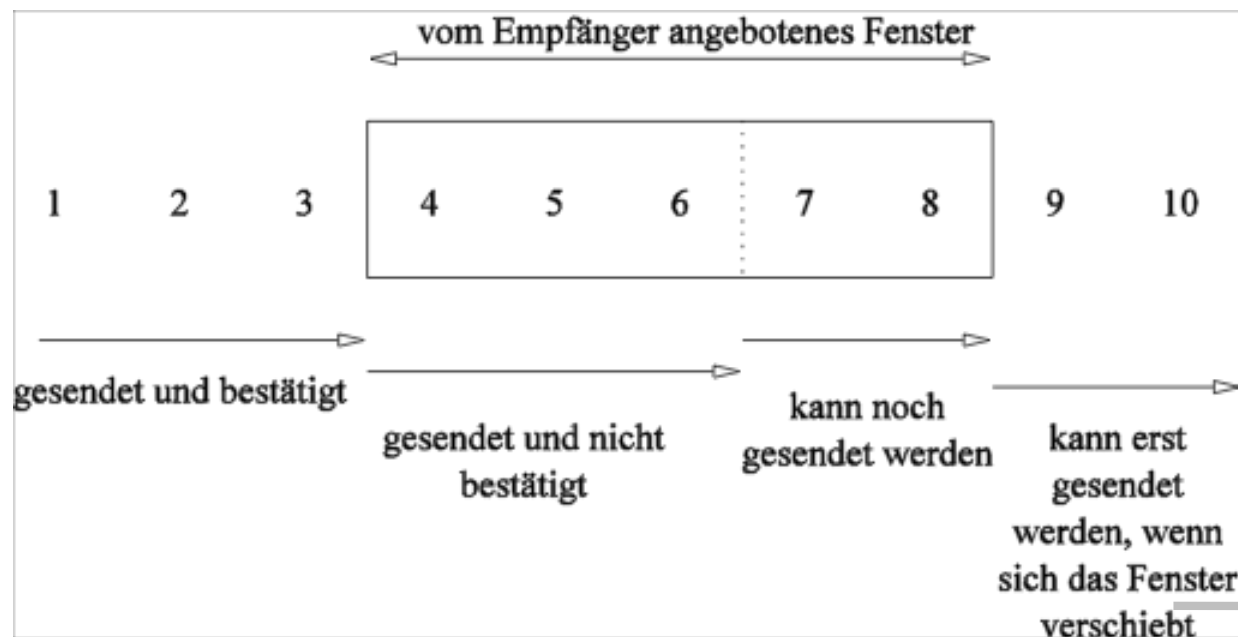 vom Empfänger angebotenes Fenster
1 2 3 4 5 6 7 8 9 10
gesendet und bestätigt
gesendet und nicht
bestätigt
kann noch
gesendet werden
kann erst
gesendet
werden, wenn
sich das Fenster
verschiebt